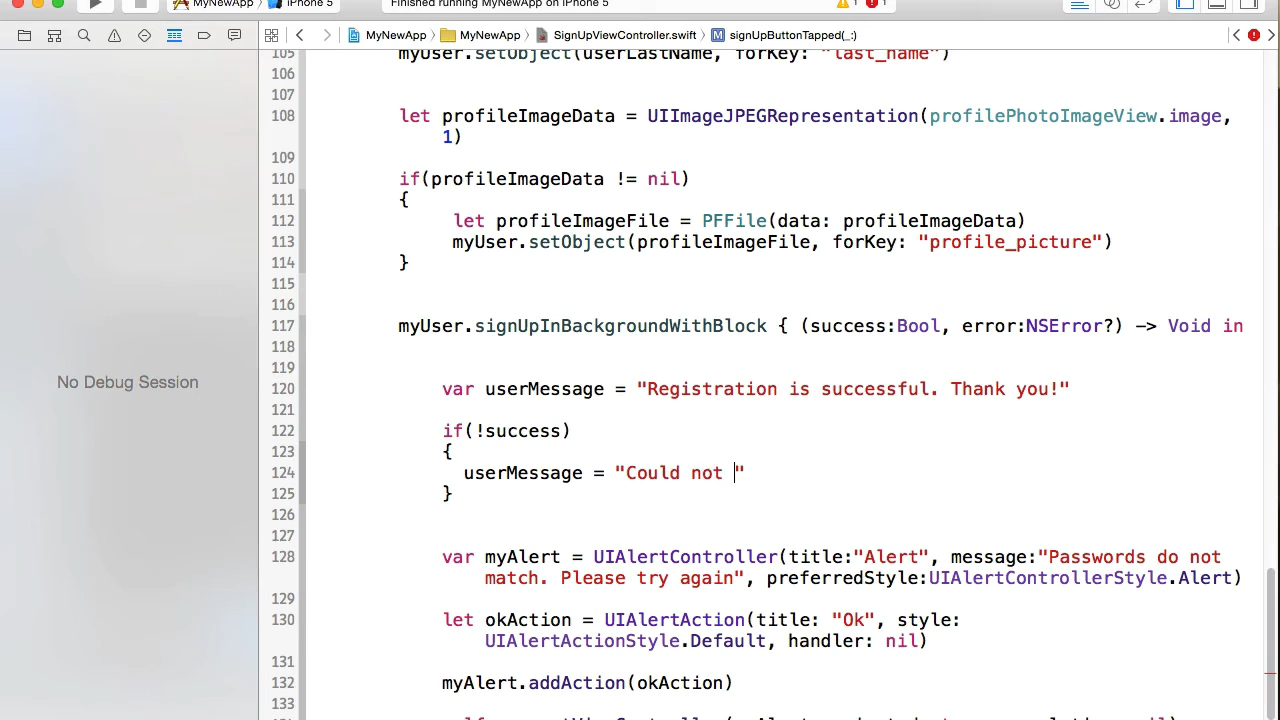 MyNewApp iPhone 5 Finished running MyNewApp on iPhone 5 1 1
MyNewApp MyNewApp SignUpViewController.swift M signUpButtonTapped(_:)
105 myUser.setObject(userLastName, forKey: "last_name")
106
107
108 let profileImageData = UIImageJPEGRepresentation(profilePhotoImageView.image,
1)
109
110 if(profileImageData != nil)
111 {
112 let profileImageFile = PFFile(data: profileImageData)
113 myUser.setObject(profileImageFile, forKey: "profile_picture")
114 }
115
116
117 myUser.signUpInBackgroundWithBlock { (success:Bool, error:NSError?) -> Void in
118
119
No Debug Session
120 var userMessage = "Registration is successful. Thank you!"
121
122 if(!success)
123 {
124 userMessage = "Could not "
125 }
126
127
128 var myAlert = UIAlertController(title:"Alert", message:"Passwords do not
match. Please try again", preferredStyle:UIAlertControllerStyle.Alert)
129
130 let okAction = UIAlertAction(title: "Ok", style:
UIAlertActionStyle.Default, handler: nil)
131
132 myAlert.addAction(okAction)
133